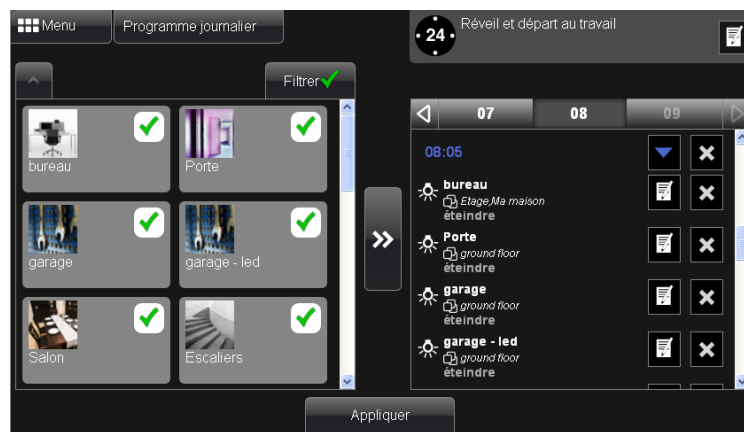 Menu
Programme journalier
24
Réveil et départ au travail
Filtrer
bureau
Porte
garage
garage - led
Salon
Escaliers
07
08
09
08:05
bureau
Etage,Ma maison
éteindre
Porte
ground floor
éteindre
garage
ground floor
éteindre
garage - led
ground floor
éteindre
Appliquer